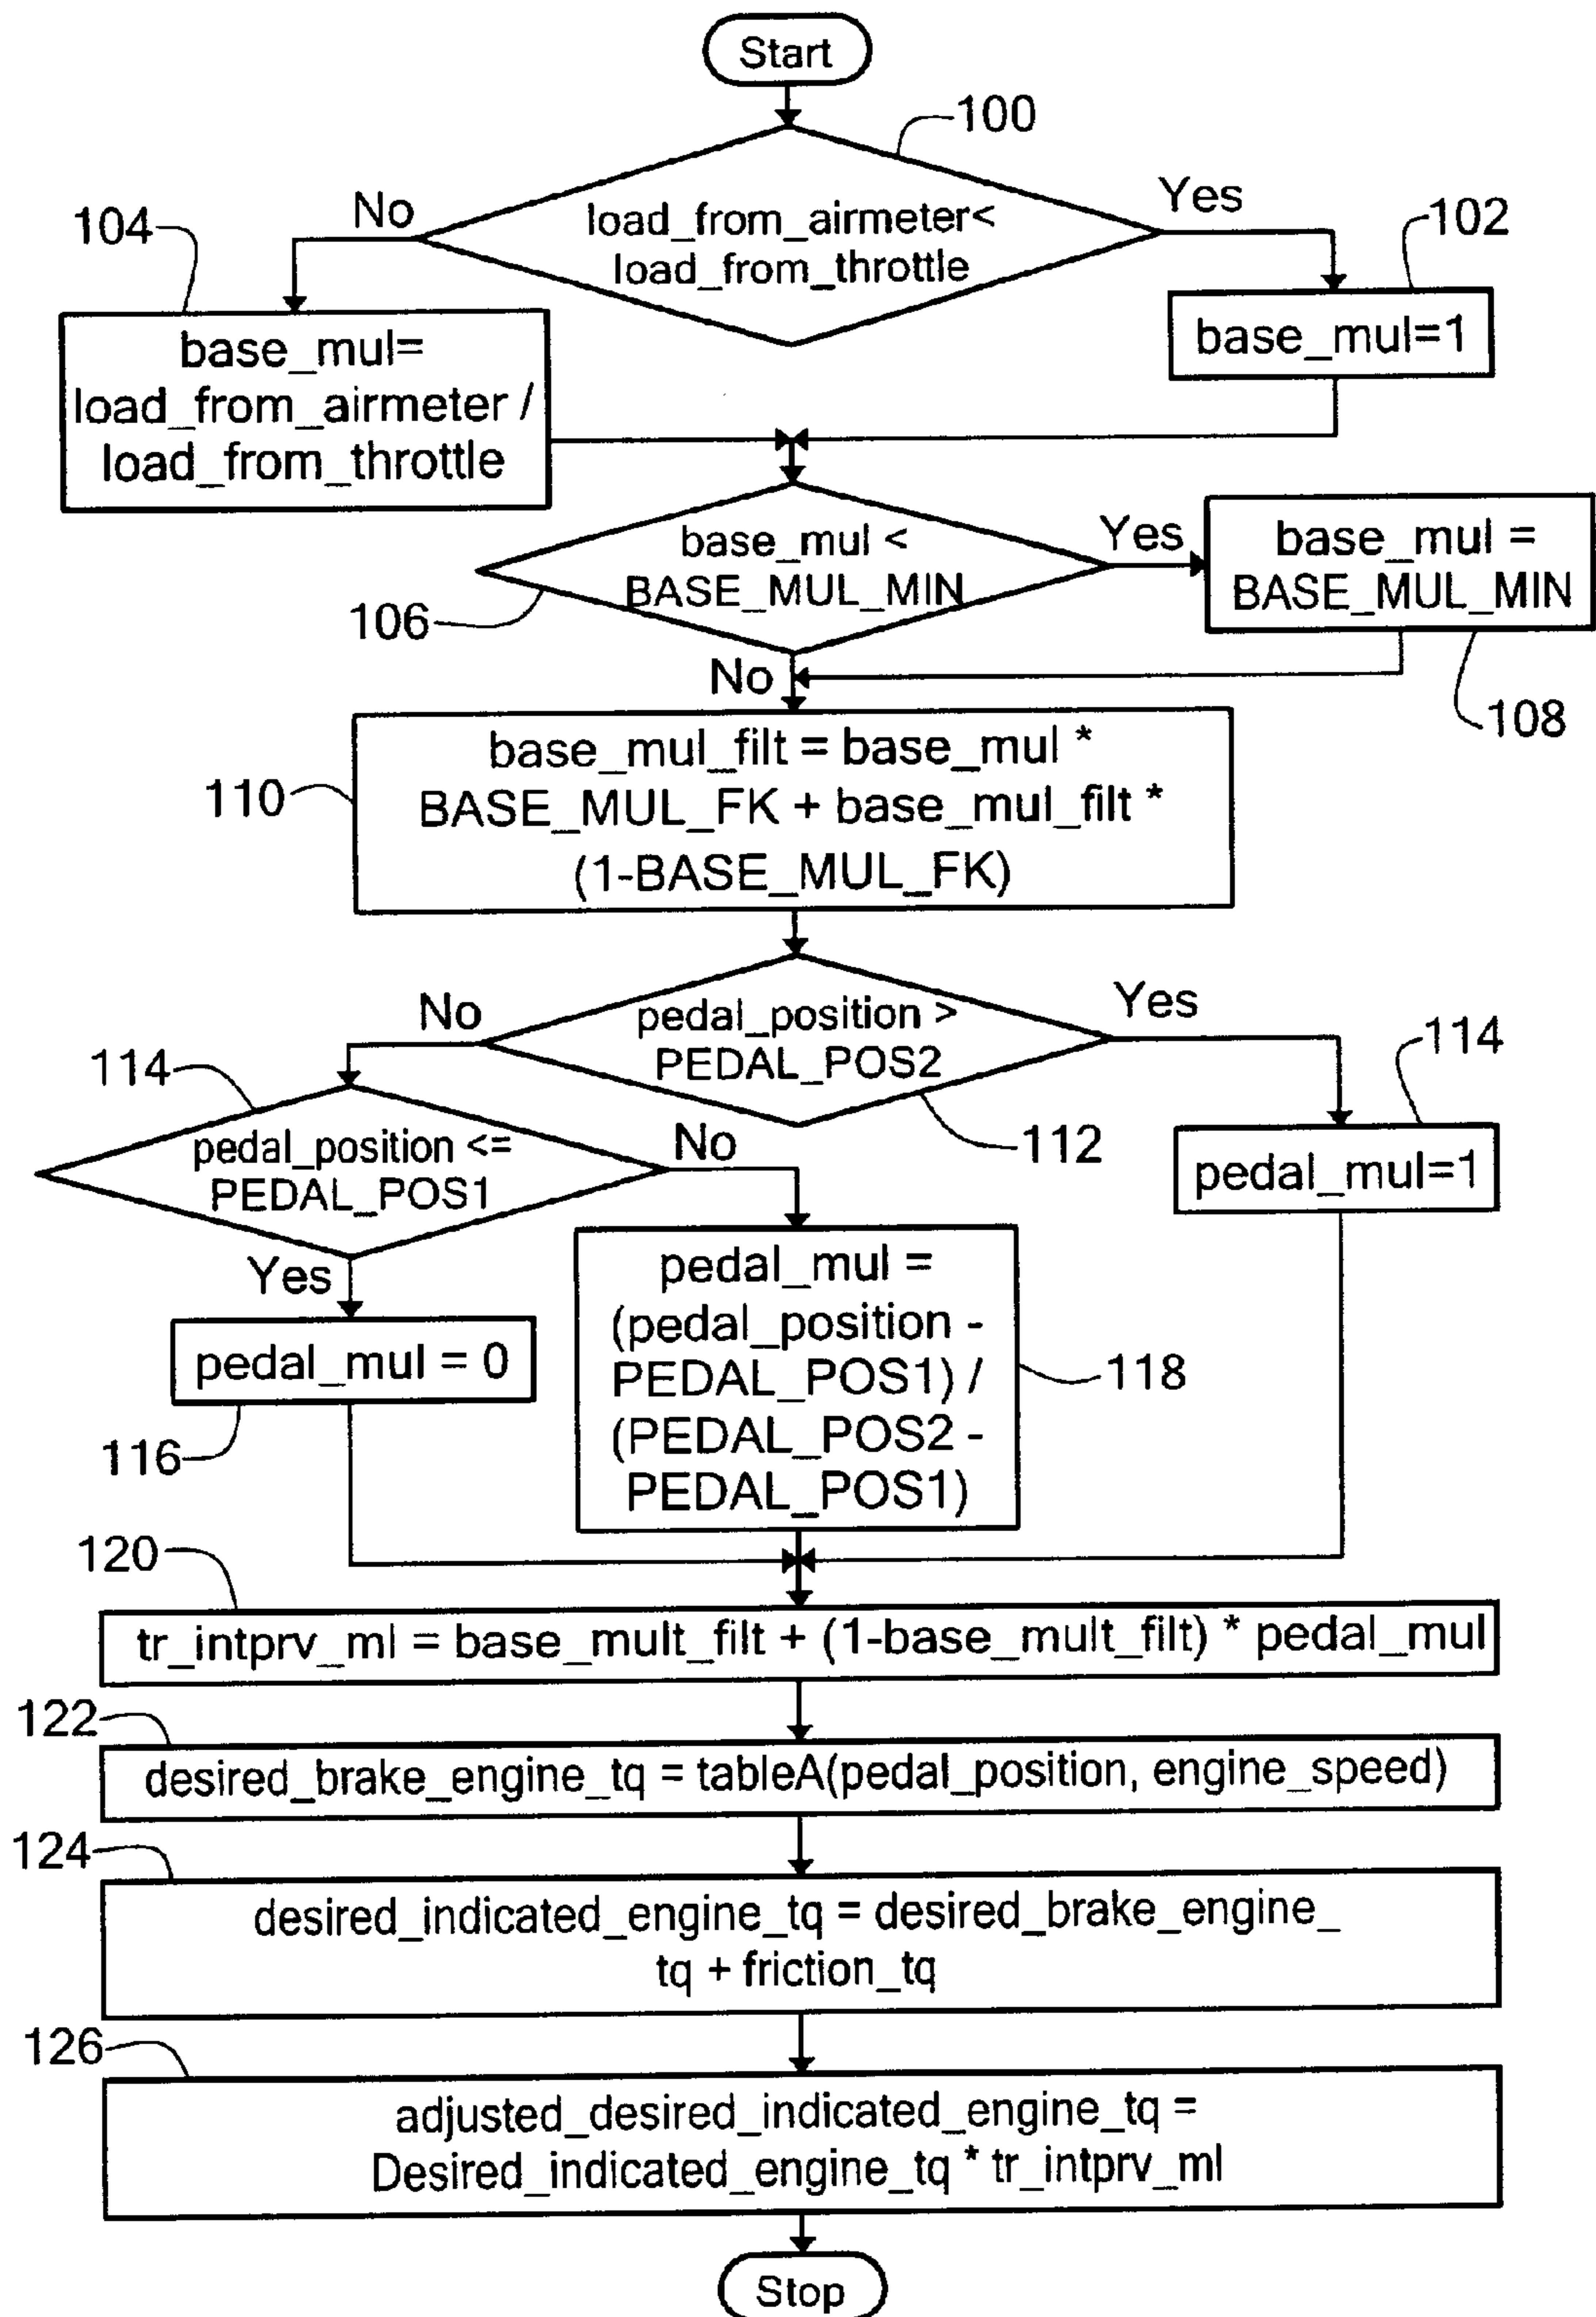 Start
100
load_from_airmeter<
load_from_throttle
No
Yes
104
102
base_mul=
load_from_airmeter /
load_from_throttle
base_mul=1
base_mul <
BASE_MUL_MIN
Yes
base_mul =
BASE_MUL_MIN
106
No
108
base_mul_filt = base_mul *
BASE_MUL_FK + base_mul_filt *
(1-BASE_MUL_FK)
110
pedal_position >
PEDAL_POS2
No
Yes
114
114
112
pedal_position <=
PEDAL_POS1
No
pedal_mul=1
Yes
pedal_mul = 0
116
pedal_mul =
(pedal_position -
PEDAL_POS1) /
(PEDAL_POS2 -
PEDAL_POS1)
118
120
tr_intprv_ml = base_mult_filt + (1-base_mult_filt) * pedal_mul
122
desired_brake_engine_tq = tableA(pedal_position, engine_speed)
124
desired_indicated_engine_tq = desired_brake_engine_
tq + friction_tq
126
adjusted_desired_indicated_engine_tq =
Desired_indicated_engine_tq * tr_intprv_ml
Stop